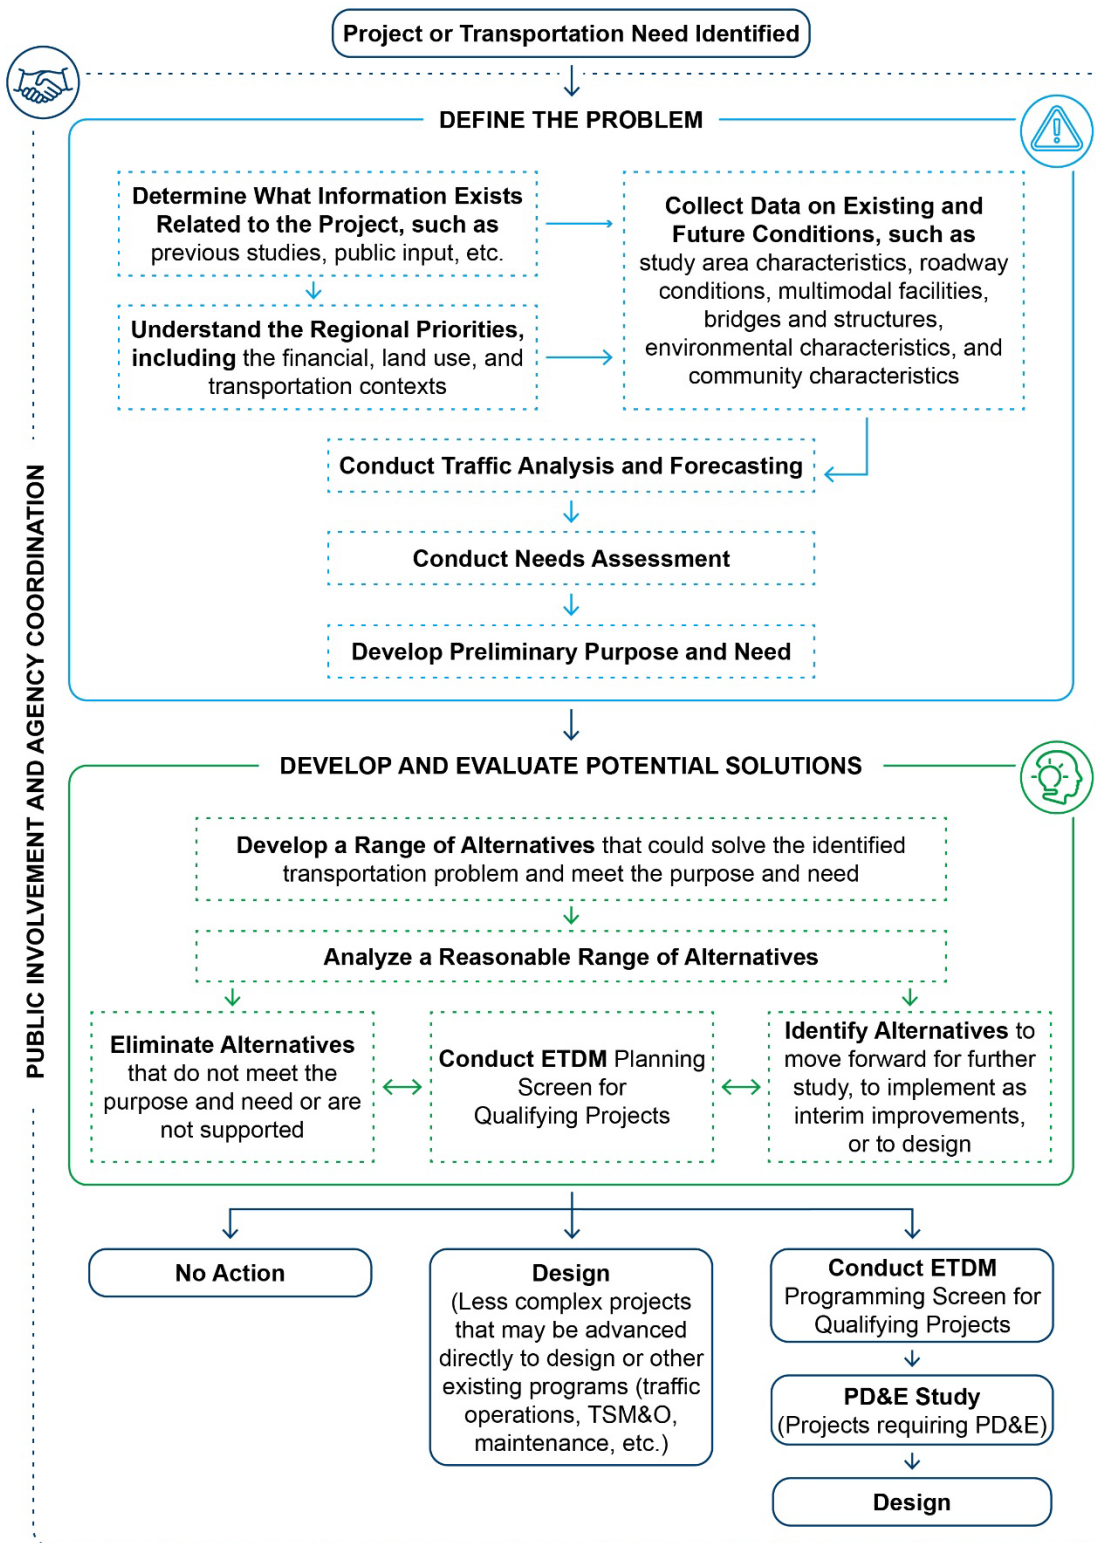 Project or Transportation Need Identified
DEFINE THE PROBLEM
Determine What Information Exists
Related to the Project, such as
previous studies, public input, etc.
Collect Data on Existing and
Future Conditions, such as
study area characteristics, roadway
conditions, multimodal facilities,
bridges and structures,
environmental characteristics, and
community characteristics
Understand the Regional Priorities,
including the financial, land use, and
transportation contexts
Conduct Traffic Analysis and Forecasting
Conduct Needs Assessment
Develop Preliminary Purpose and Need
PUBLIC INVOLVEMENT AND AGENCY COORDINATION
DEVELOP AND EVALUATE POTENTIAL SOLUTIONS
Develop a Range of Alternatives that could solve the identified
transportation problem and meet the purpose and need
Analyze a Reasonable Range of Alternatives
Eliminate Alternatives
that do not meet the
purpose and need or are
not supported
Conduct ETDM Planning
Screen for
Qualifying Projects
Identify Alternatives to
move forward for further
study, to implement as
interim improvements,
or to design
No Action
Design
(Less complex projects
that may be advanced
directly to design or other
existing programs (traffic
operations, TSM&O,
maintenance, etc.)
Conduct ETDM
Programming Screen for
Qualifying Projects
PD&E Study
(Projects requiring PD&E)
Design